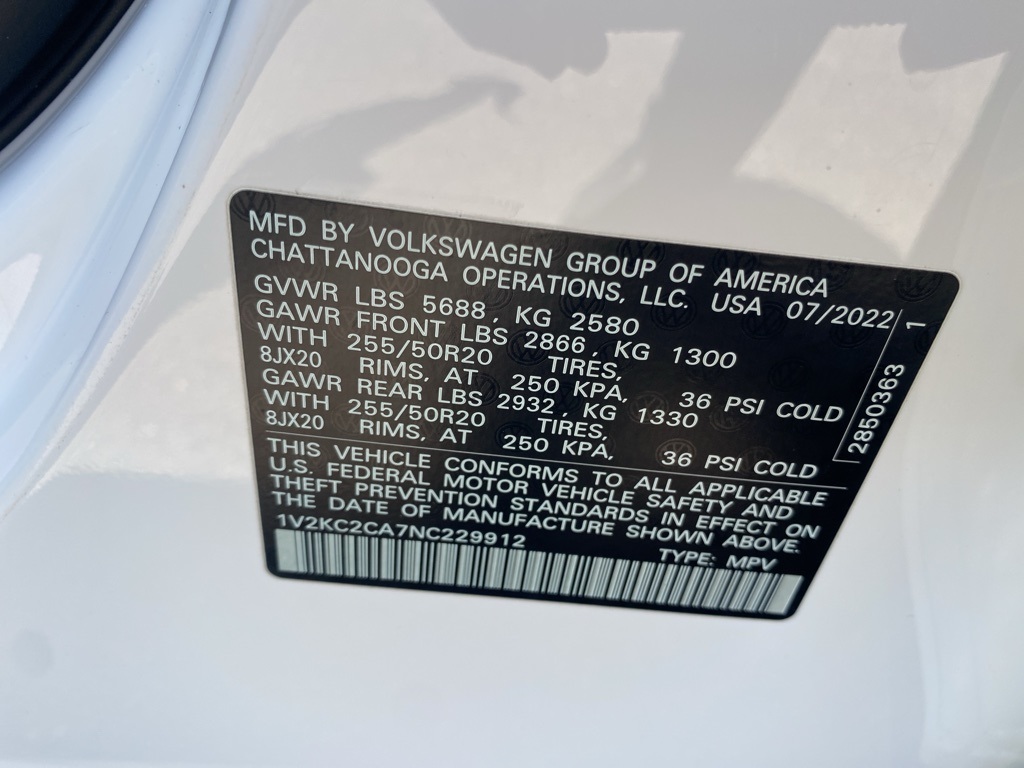 MFD BY VOLKSWAGEN GROUP OF AMERICA
CHATTANOOGA OPERATIONS, LLC. USA 07/2022
GVWR LBS 5688, KG 2580
GAWR FRONT LBS 2866, KG 1300
WITH 255/50R20 TIRES,
8JX20 RIMS, AT 250 KPA, 36 PSI COLD
GAWR REAR LBS 2932, KG 1330
WITH 255/50R20 TIRES,
8JX20 RIMS, AT 250 KPA, 36 PSI COLD
THIS VEHICLE CONFORMS TO ALL APPLICABLE
U.S. FEDERAL MOTOR VEHICLE SAFETY AND
THEFT PREVENTION STANDARDS IN EFFECT ON
THE DATE OF MANUFACTURE SHOWN ABOVE.
1V2KC2CA7NC229912 TYPE: MPV
2850363 1